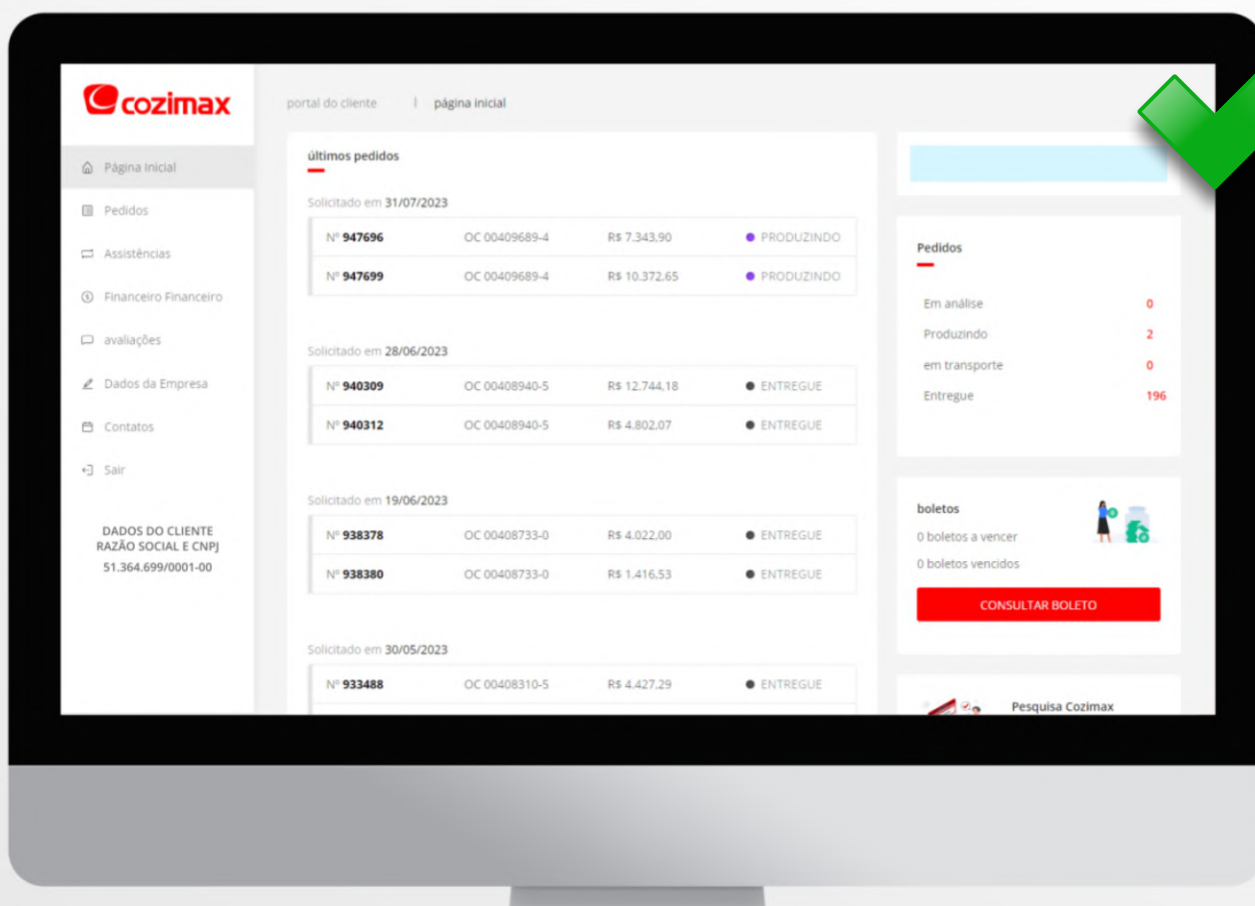 cozimax
portal do cliente | página inicial
Página Inicial
Pedidos
Assistências
Financeiro Financeiro
avaliações
Dados da Empresa
Contatos
Sair
DADOS DO CLIENTE
RAZÃO SOCIAL E CNPJ
51.364.699/0001-00
últimos pedidos
Solicitado em 31/07/2023
Nº 947696 OC 00409689-4 R$ 7.343,90 PRODUZINDO
Nº 947699 OC 00409689-4 R$ 10.372,65 PRODUZINDO
Solicitado em 28/06/2023
Nº 940309 OC 00408940-5 R$ 12.744,18 ENTREGUE
Nº 940312 OC 00408940-5 R$ 4.802,07 ENTREGUE
Solicitado em 19/06/2023
Nº 938378 OC 00408733-0 R$ 4.022,00 ENTREGUE
Nº 938380 OC 00408733-0 R$ 1.416,53 ENTREGUE
Solicitado em 30/05/2023
Nº 933488 OC 00408310-5 R$ 4.427,29 ENTREGUE
Pedidos
Em análise 0
Produzindo 2
em transporte 0
Entregue 196
boletos
0 boletos a vencer
0 boletos vencidos
CONSULTAR BOLETO
Pesquisa Cozimax